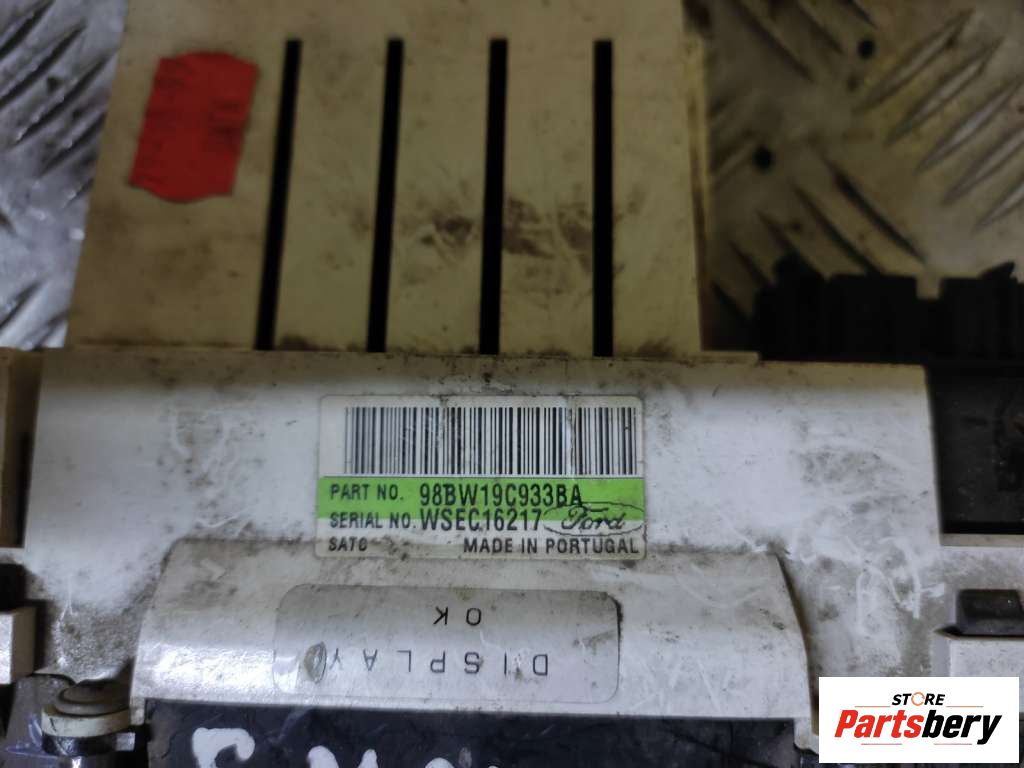 PART NO. 98BW19C933BA
SERIAL NO. WSEC16217 Ford
SATC MADE IN PORTUGAL
DISPLAY
OK
STORE
Partsbery